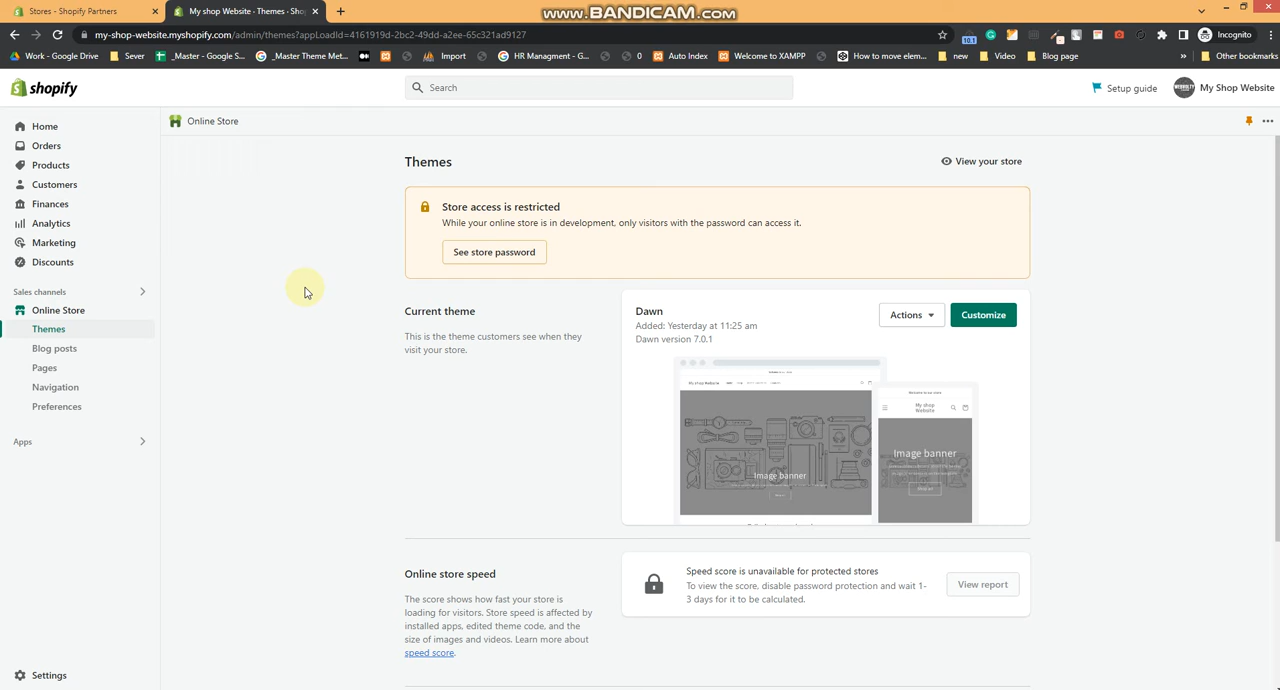 www.BANDICAM.com
Stores - Shopify Partners
My shop Website · Themes · Sho
my-shop-website.myshopify.com/admin/themes?appLoadId=4161919d-2bc2-49dd-a2ee-65c321ad9127
10.1
Incognito
Work - Google Drive
Sever
_Master - Google S...
_Master Theme Met...
Import
HR Managment - G...
0
Auto Index
Welcome to XAMPP
How to move elem...
new
Video
Blog page
»
Other bookmarks
shopify
Search
Setup guide
My Shop Website
Home
Orders
Products
Customers
Finances
Analytics
Marketing
Discounts
Sales channels
Online Store
Themes
Blog posts
Pages
Navigation
Preferences
Apps
Settings
Online Store
Themes
View your store
Store access is restricted
While your online store is in development, only visitors with the password can access it.
See store password
Current theme
This is the theme customers see when they
visit your store.
Dawn
Added: Yesterday at 11:25 am
Dawn version 7.0.1
Actions
Customize
My shop Website
Image banner
My shop
Website
Image banner
Online store speed
The score shows how fast your store is
loading for visitors. Store speed is affected by
installed apps, edited theme code, and the
size of images and videos. Learn more about
speed score.
Speed score is unavailable for protected stores
To view the score, disable password protection and wait 1-
3 days for it to be calculated.
View report